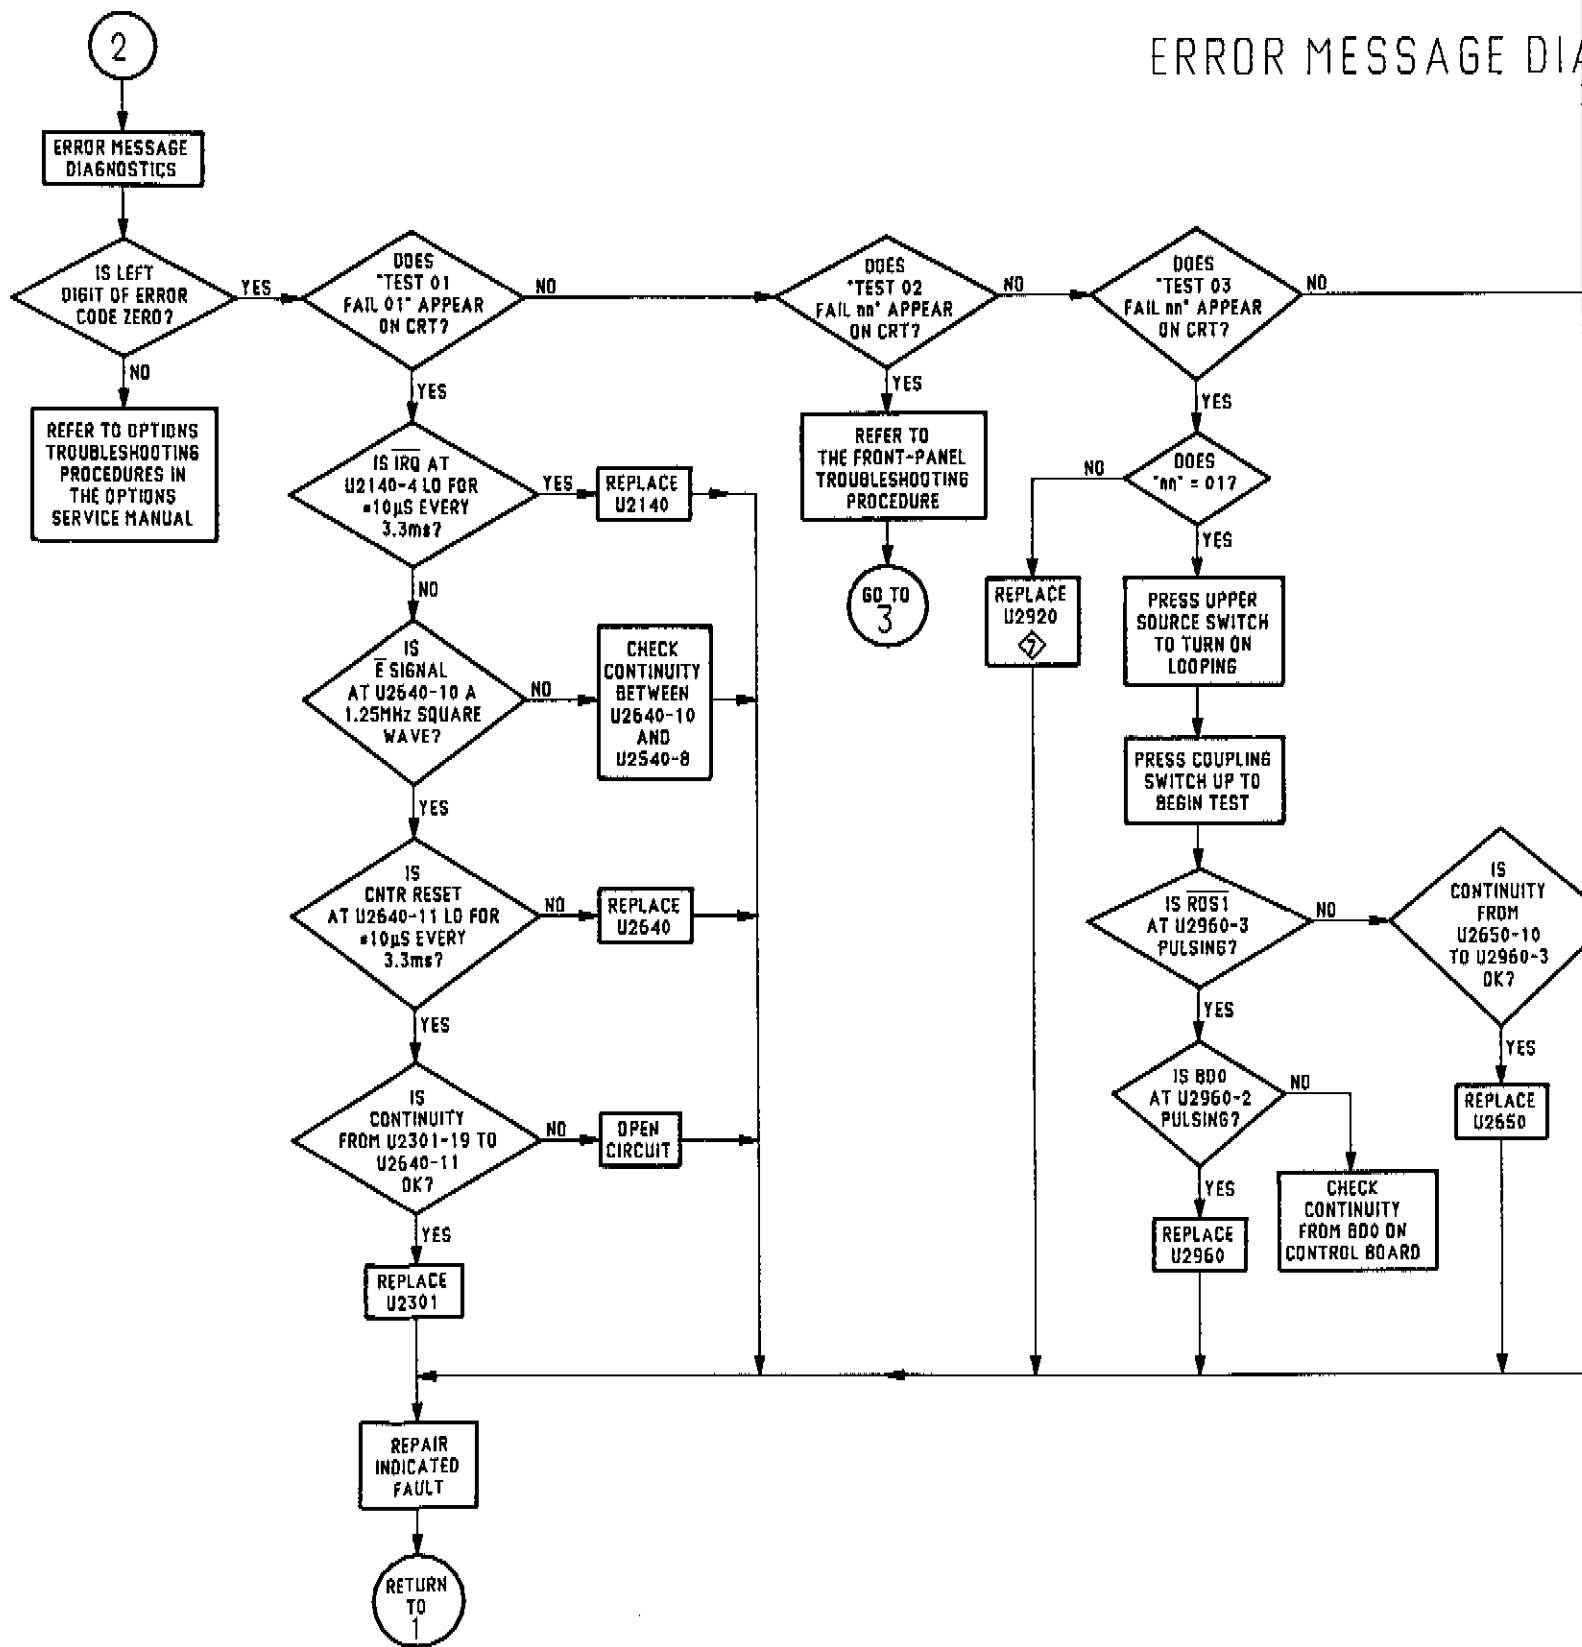 ERROR MESSAGE DIA
2
ERROR MESSAGE
DIAGNOSTICS
IS LEFT
DIGIT OF ERROR
CODE ZERO?
YES
NO
REFER TO OPTIONS
TROUBLESHOOTING
PROCEDURES IN
THE OPTIONS
SERVICE MANUAL
DOES
"TEST 01
FAIL 01" APPEAR
ON CRT?
NO
YES
IS IRQ AT
U2140-4 LO FOR
≈10µS EVERY
3.3ms?
YES
REPLACE
U2140
NO
IS
E SIGNAL
AT U2640-10 A
1.25MHz SQUARE
WAVE?
NO
CHECK
CONTINUITY
BETWEEN
U2640-10
AND
U2540-8
YES
IS
CNTR RESET
AT U2640-11 LO FOR
≈10µS EVERY
3.3ms?
NO
REPLACE
U2640
YES
IS
CONTINUITY
FROM U2301-19 TO
U2640-11
OK?
NO
OPEN
CIRCUIT
YES
REPLACE
U2301
REPAIR
INDICATED
FAULT
RETURN
TO
1
DOES
"TEST 02
FAIL nn" APPEAR
ON CRT?
NO
YES
REFER TO
THE FRONT-PANEL
TROUBLESHOOTING
PROCEDURE
GO TO
3
DOES
"TEST 03
FAIL nn" APPEAR
ON CRT?
NO
YES
DOES
"nn" = 01?
NO
REPLACE
U2920
7
YES
PRESS UPPER
SOURCE SWITCH
TO TURN ON
LOOPING
PRESS COUPLING
SWITCH UP TO
BEGIN TEST
IS ROS1
AT U2960-3
PULSING?
NO
IS
CONTINUITY
FROM
U2650-10
TO U2960-3
OK?
YES
REPLACE
U2650
YES
IS BD0
AT U2960-2
PULSING?
NO
CHECK
CONTINUITY
FROM BD0 ON
CONTROL BOARD
YES
REPLACE
U2960